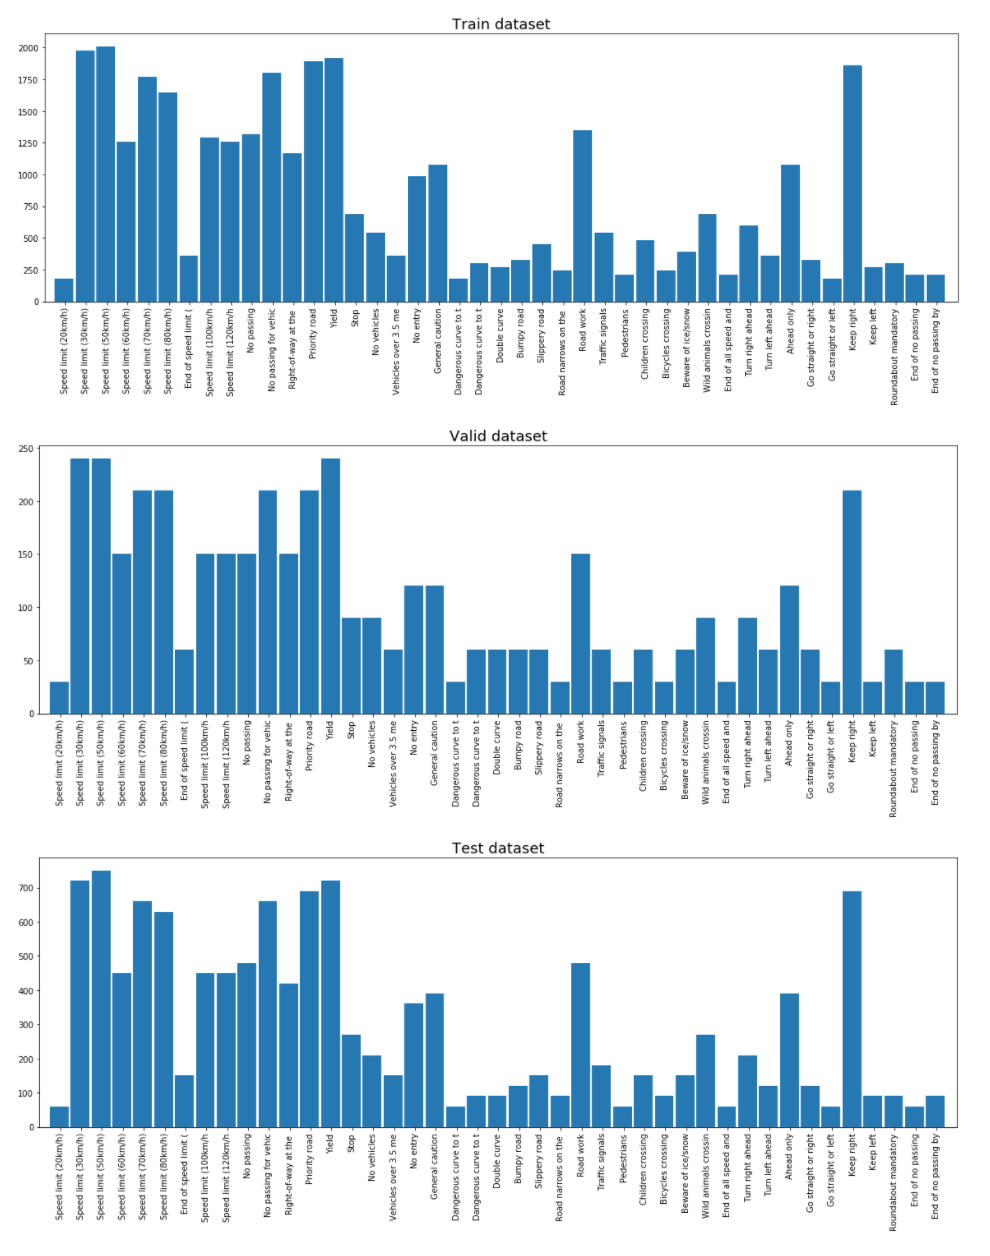 Train dataset
2000
1750
1500
1250
1000
750
500
250
0
Speed limit (20km/h)
Speed limit (30km/h)
Speed limit (50km/h)
Speed limit (60km/h)
Speed limit (70km/h)
Speed limit (80km/h)
End of speed limit (
Speed limit (100km/h
Speed limit (120km/h
No passing
No passing for vehic
Right-of-way at the
Priority road
Yield
Stop
No vehicles
Vehicles over 3.5 me
No entry
General caution
Dangerous curve to t
Dangerous curve to t
Double curve
Bumpy road
Slippery road
Road narrows on the
Road work
Traffic signals
Pedestrians
Children crossing
Bicycles crossing
Beware of ice/snow
Wild animals crossin
End of all speed and
Turn right ahead
Turn left ahead
Ahead only
Go straight or right
Go straight or left
Keep right
Keep left
Roundabout mandatory
End of no passing
End of no passing by
Valid dataset
250
200
150
100
50
0
Speed limit (20km/h)
Speed limit (30km/h)
Speed limit (50km/h)
Speed limit (60km/h)
Speed limit (70km/h)
Speed limit (80km/h)
End of speed limit (
Speed limit (100km/h
Speed limit (120km/h
No passing
No passing for vehic
Right-of-way at the
Priority road
Yield
Stop
No vehicles
Vehicles over 3.5 me
No entry
General caution
Dangerous curve to t
Dangerous curve to t
Double curve
Bumpy road
Slippery road
Road narrows on the
Road work
Traffic signals
Pedestrians
Children crossing
Bicycles crossing
Beware of ice/snow
Wild animals crossin
End of all speed and
Turn right ahead
Turn left ahead
Ahead only
Go straight or right
Go straight or left
Keep right
Keep left
Roundabout mandatory
End of no passing
End of no passing by
Test dataset
700
600
500
400
300
200
100
0
Speed limit (20km/h)
Speed limit (30km/h)
Speed limit (50km/h)
Speed limit (60km/h)
Speed limit (70km/h)
Speed limit (80km/h)
End of speed limit (
Speed limit (100km/h
Speed limit (120km/h
No passing
No passing for vehic
Right-of-way at the
Priority road
Yield
Stop
No vehicles
Vehicles over 3.5 me
No entry
General caution
Dangerous curve to t
Dangerous curve to t
Double curve
Bumpy road
Slippery road
Road narrows on the
Road work
Traffic signals
Pedestrians
Children crossing
Bicycles crossing
Beware of ice/snow
Wild animals crossin
End of all speed and
Turn right ahead
Turn left ahead
Ahead only
Go straight or right
Go straight or left
Keep right
Keep left
Roundabout mandatory
End of no passing
End of no passing by